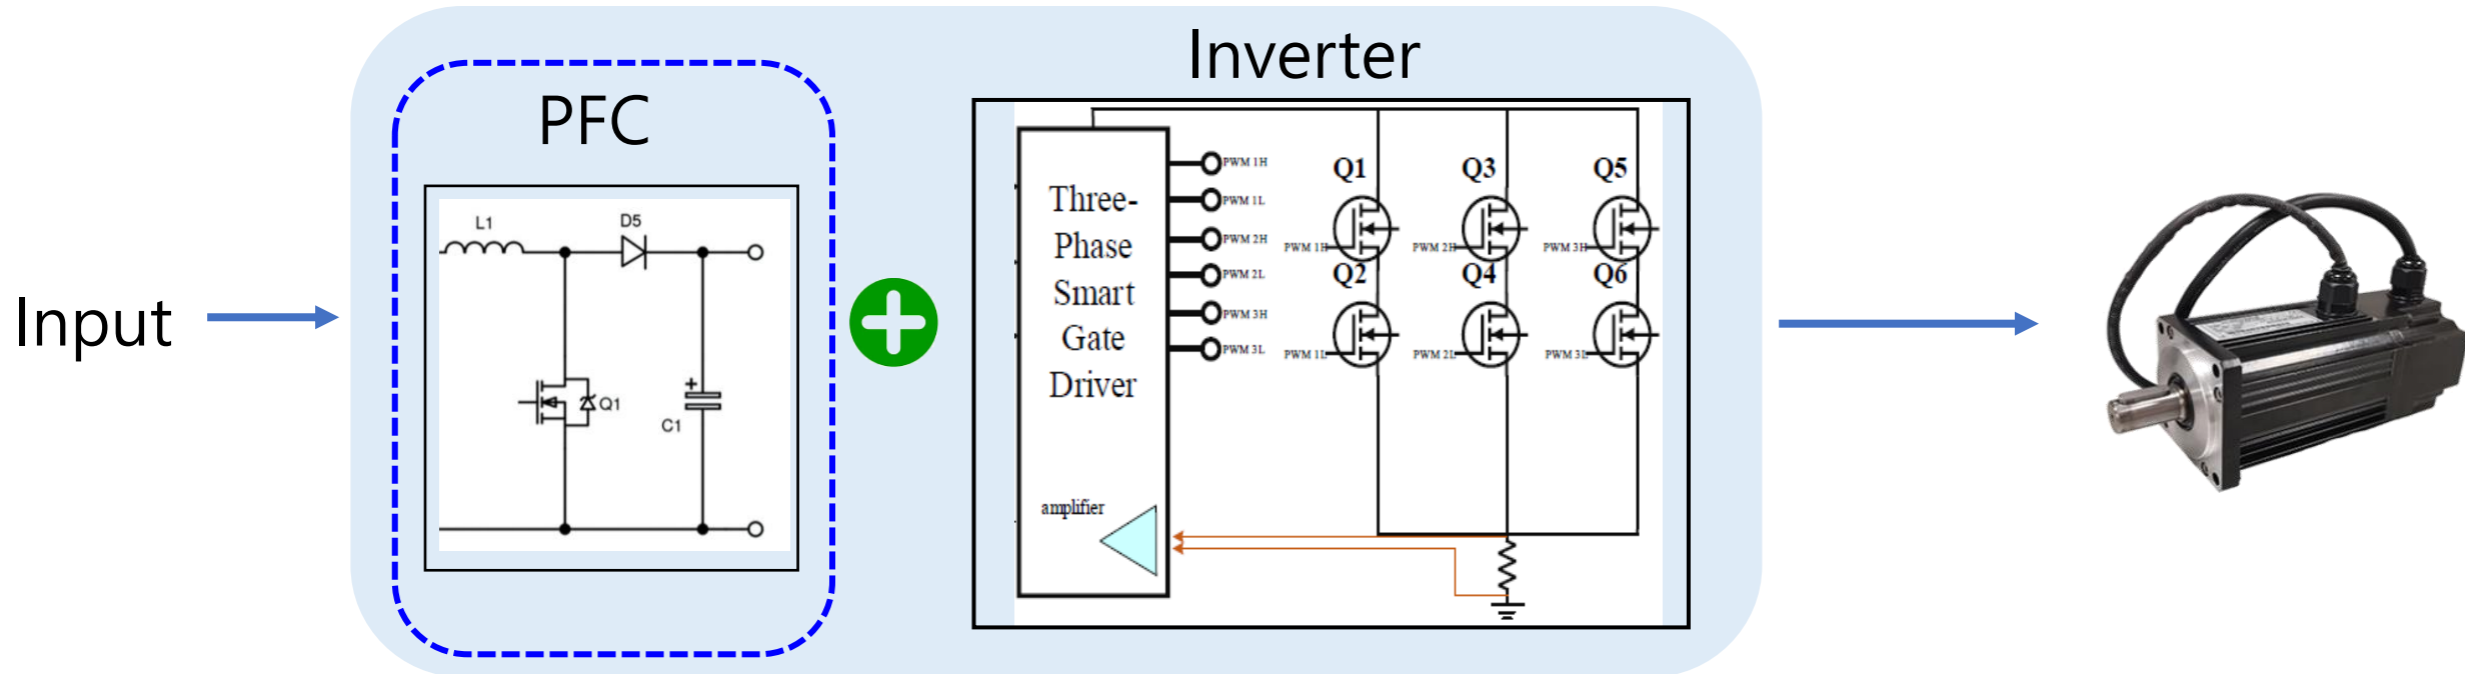 Input
PFC
L1
D5
Q1
C1
+
Inverter
Three-
Phase
Smart
Gate
Driver
amplifier
PWM 1H
PWM 1L
PWM 2H
PWM 2L
PWM 3H
PWM 3L
Q1
Q3
Q5
PWM 1H
PWM 2H
PWM 3H
Q2
Q4
Q6
PWM 1L
PWM 2L
PWM 3L